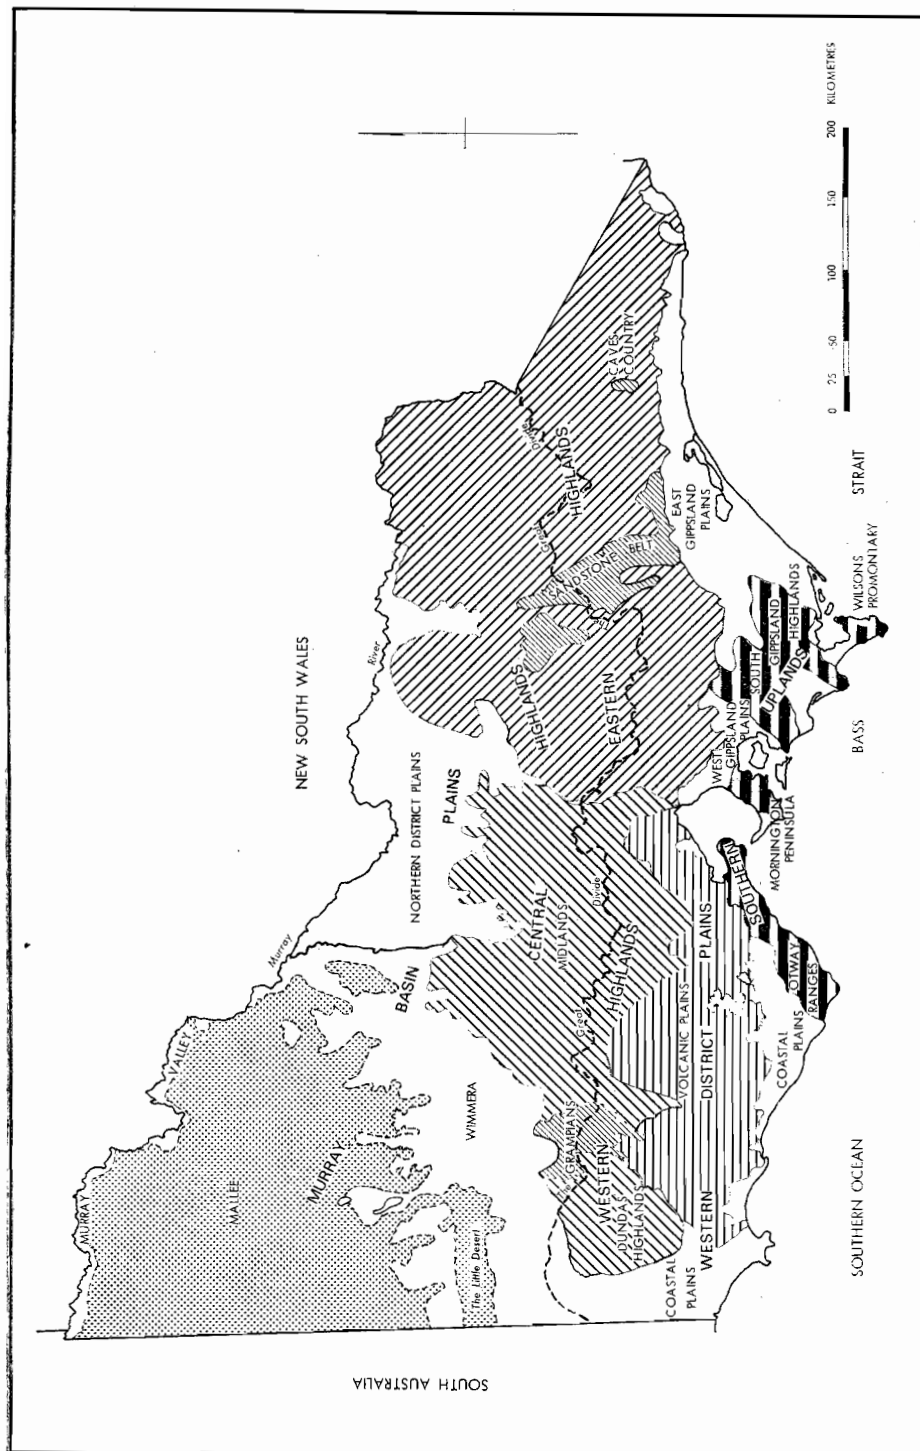 SOUTH AUSTRALIA
NEW SOUTH WALES
MURRAY
VALLEY
Murray
River
MALLEE
MURRAY
BASIN
PLAINS
NORTHERN DISTRICT PLAINS
WIMMERA
The Little Desert
GRAMPIANS
WESTERN
HIGHLANDS
DUNDAS
HIGHLANDS
Great
Divide
CENTRAL
MIDLANDS
HIGHLANDS
EASTERN
HIGHLANDS
Great
Divide
SANDSTONE BELT
CAVES
COUNTRY
COASTAL
PLAINS
WESTERN
DISTRICT
PLAINS
VOLCANIC PLAINS
COASTAL
PLAINS
OTWAY
RANGES
SOUTHERN
UPLANDS
MORNINGTON
PENINSULA
WEST
GIPPSLAND
PLAINS
SOUTH
GIPPSLAND
HIGHLANDS
EAST
GIPPSLAND
PLAINS
WILSONS
PROMONTARY
SOUTHERN OCEAN
BASS
STRAIT
0 25 50 100 150 200 KILOMETRES